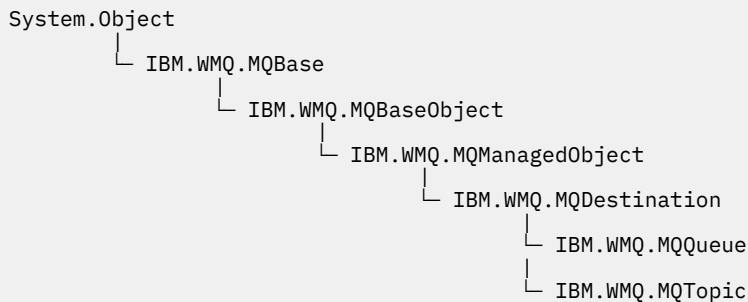 System.Object
IBM.WMQ.MQBase
IBM.WMQ.MQBaseObject
IBM.WMQ.MQManagedObject
IBM.WMQ.MQDestination
IBM.WMQ.MQQueue
IBM.WMQ.MQTopic